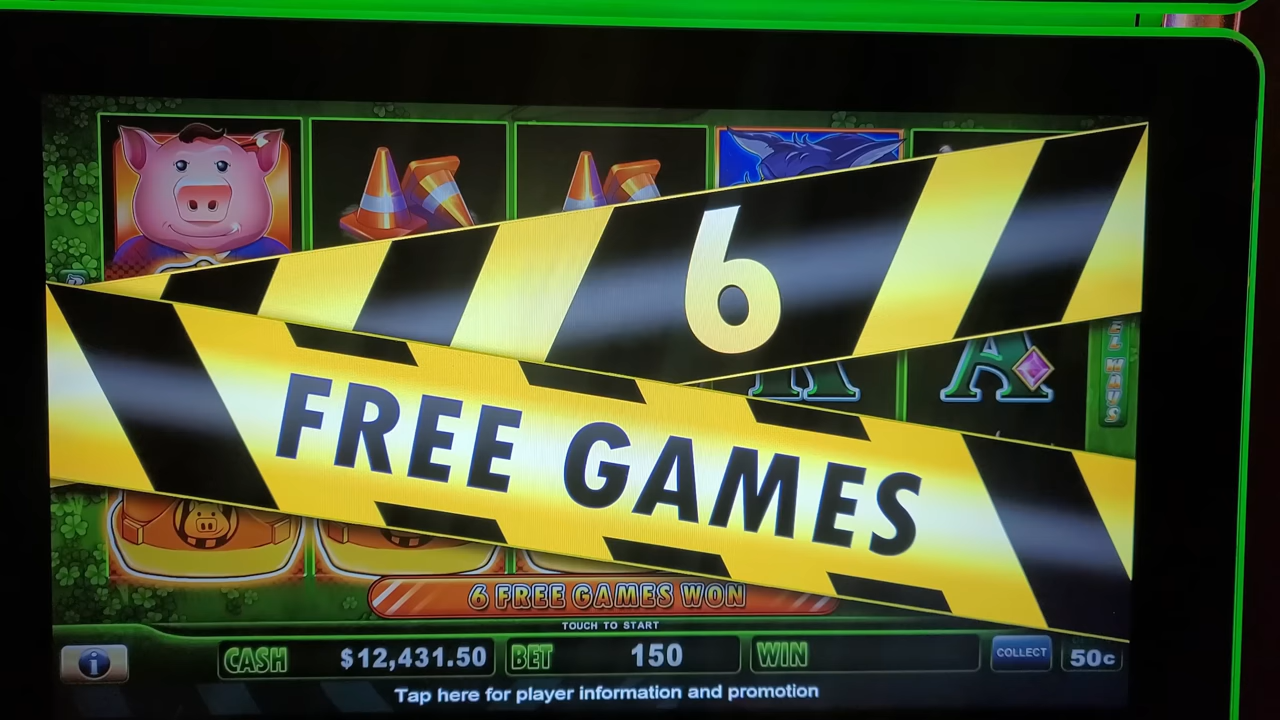 6
FREE GAMES
K
A
6 FREE GAMES WON
TOUCH TO START
CASH $12,431.50 BET 150 WIN COLLECT 50c
Tap here for player information and promotion